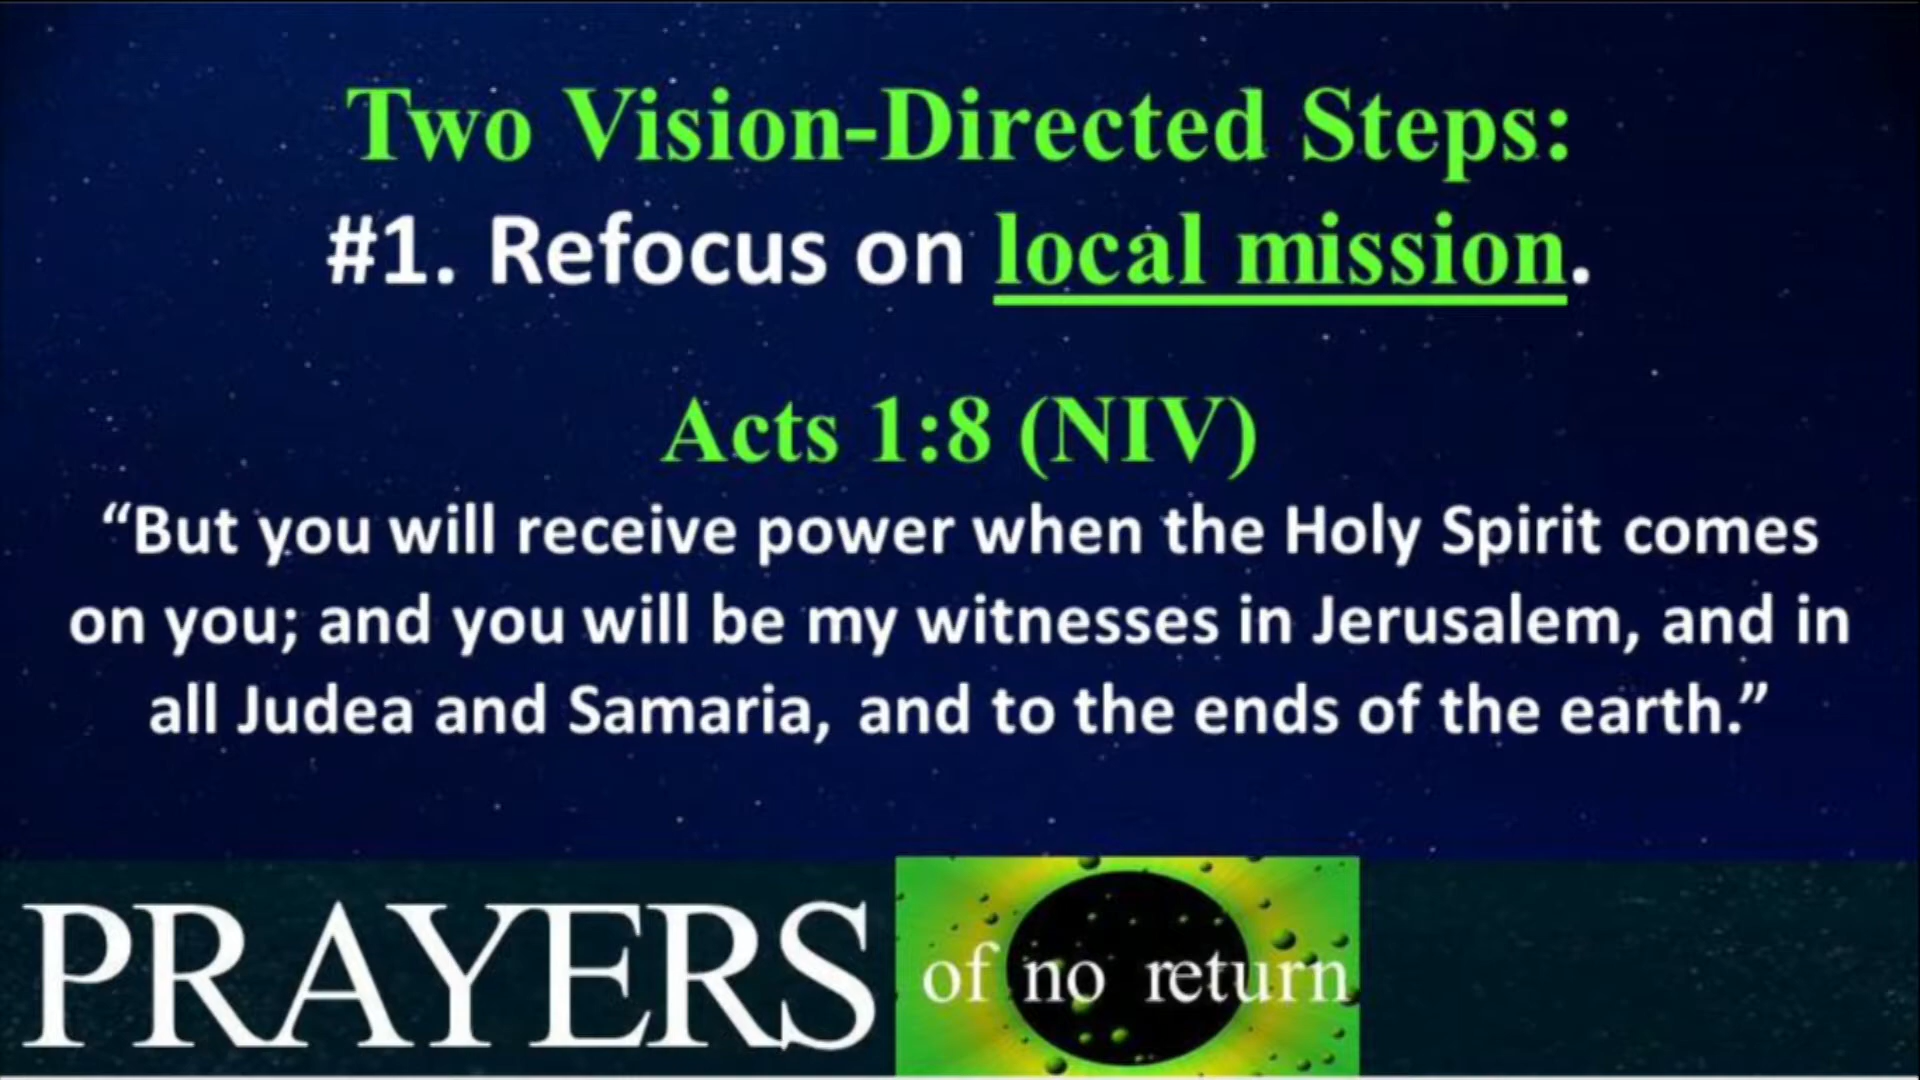 Two Vision-Directed Steps:
#1. Refocus on local mission.
Acts 1:8 (NIV)
“But you will receive power when the Holy Spirit comes
on you; and you will be my witnesses in Jerusalem, and in
all Judea and Samaria, and to the ends of the earth.”
PRAYERS of no return